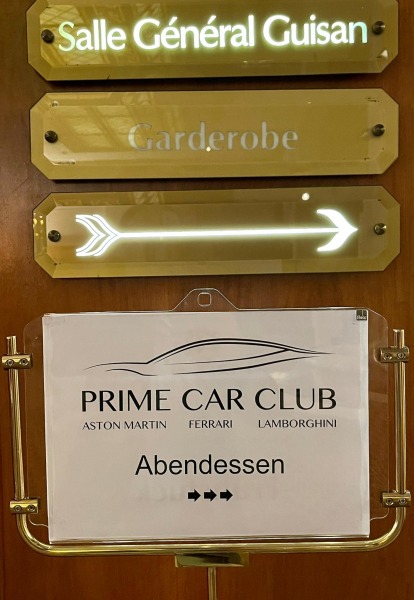 Salle Général Guisan
Garderobe
PRIME CAR CLUB
ASTON MARTIN FERRARI LAMBORGHINI
Abendessen